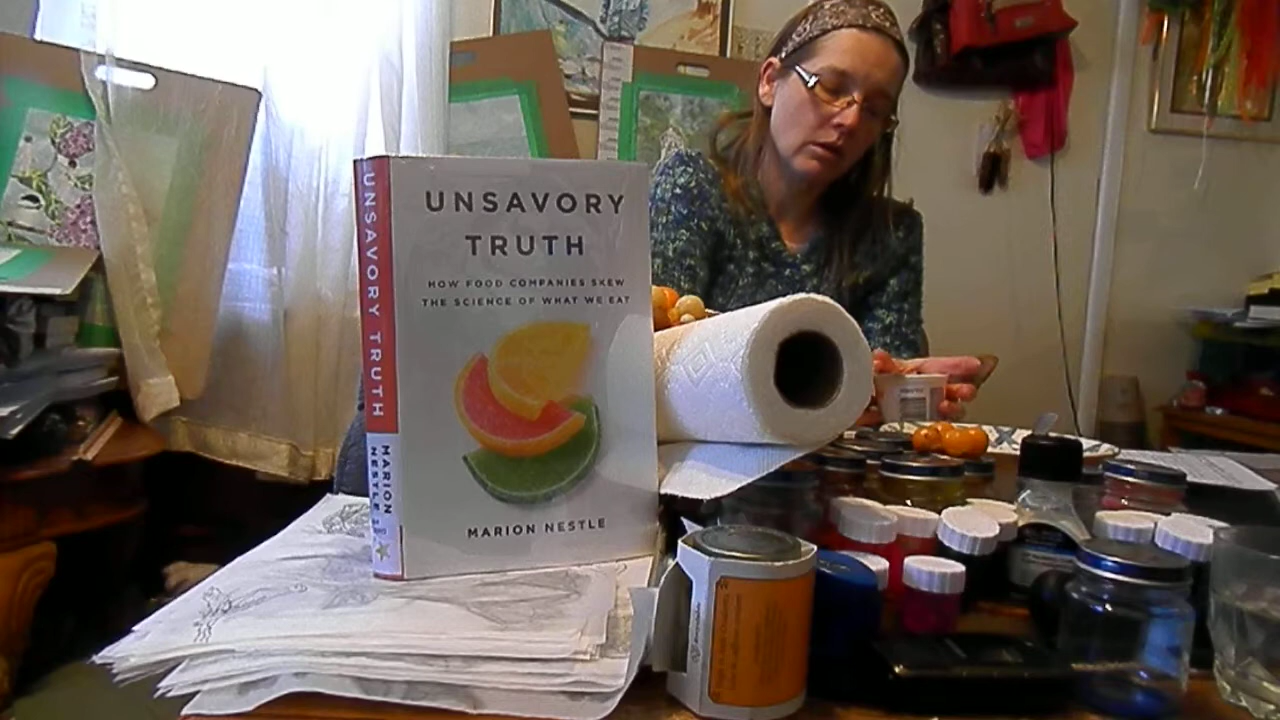 UNSAVORY
TRUTH
HOW FOOD COMPANIES SKEW
THE SCIENCE OF WHAT WE EAT
MARION NESTLE
UNSAVORY TRUTH
MARION
NESTLE